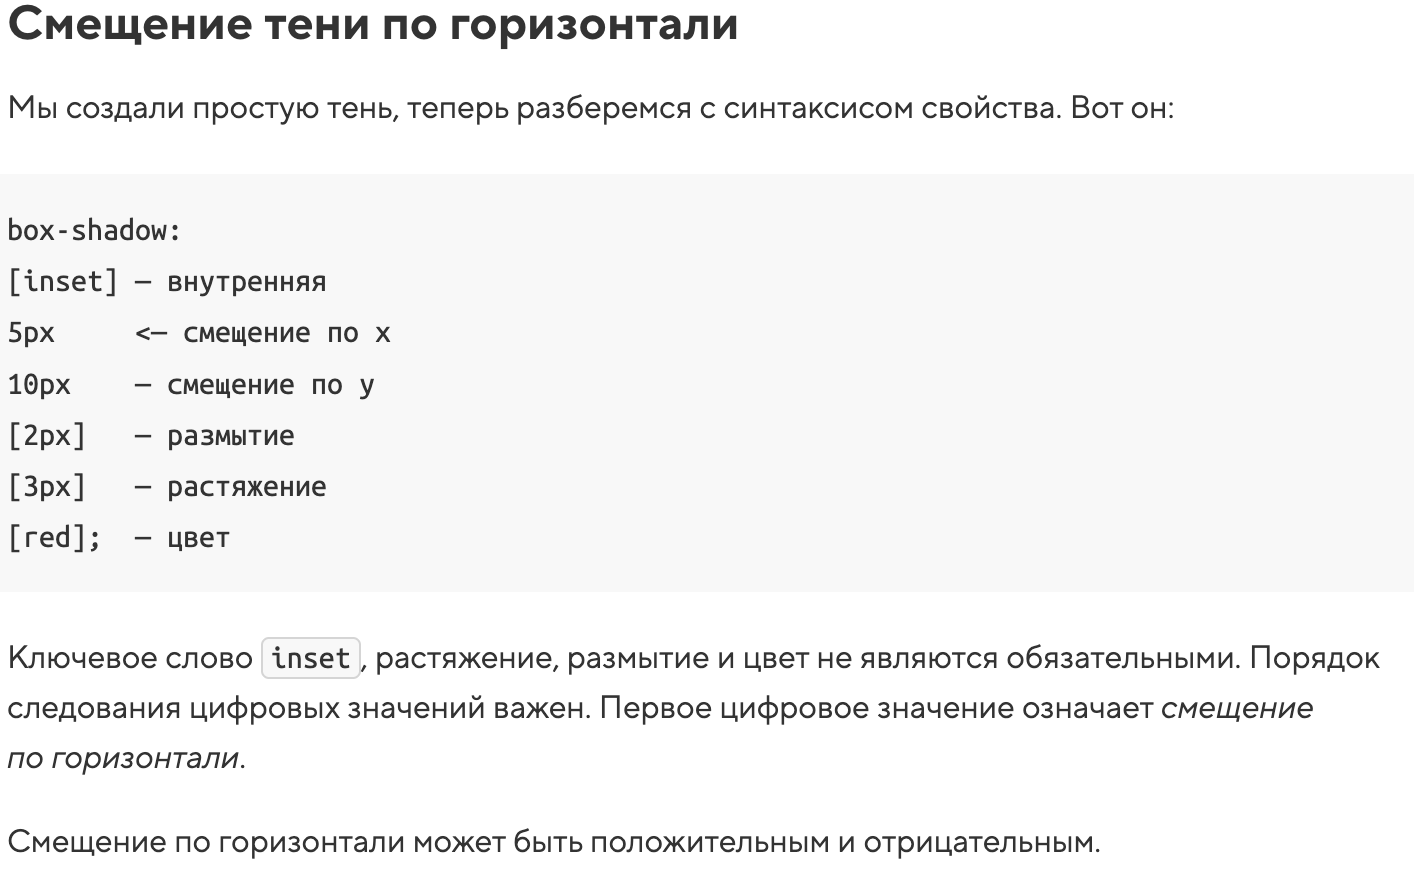 Смещение тени по горизонтали
Мы создали простую тень, теперь разберемся с синтаксисом свойства. Вот он:
box-shadow:
[inset] — внутренняя
5px     <— смещение по x
10px    — смещение по y
[2px]   — размытие
[3px]   — растяжение
[red];  — цвет
Ключевое слово inset, растяжение, размытие и цвет не являются обязательными. Порядок
следования цифровых значений важен. Первое цифровое значение означает смещение
по горизонтали.
Смещение по горизонтали может быть положительным и отрицательным.